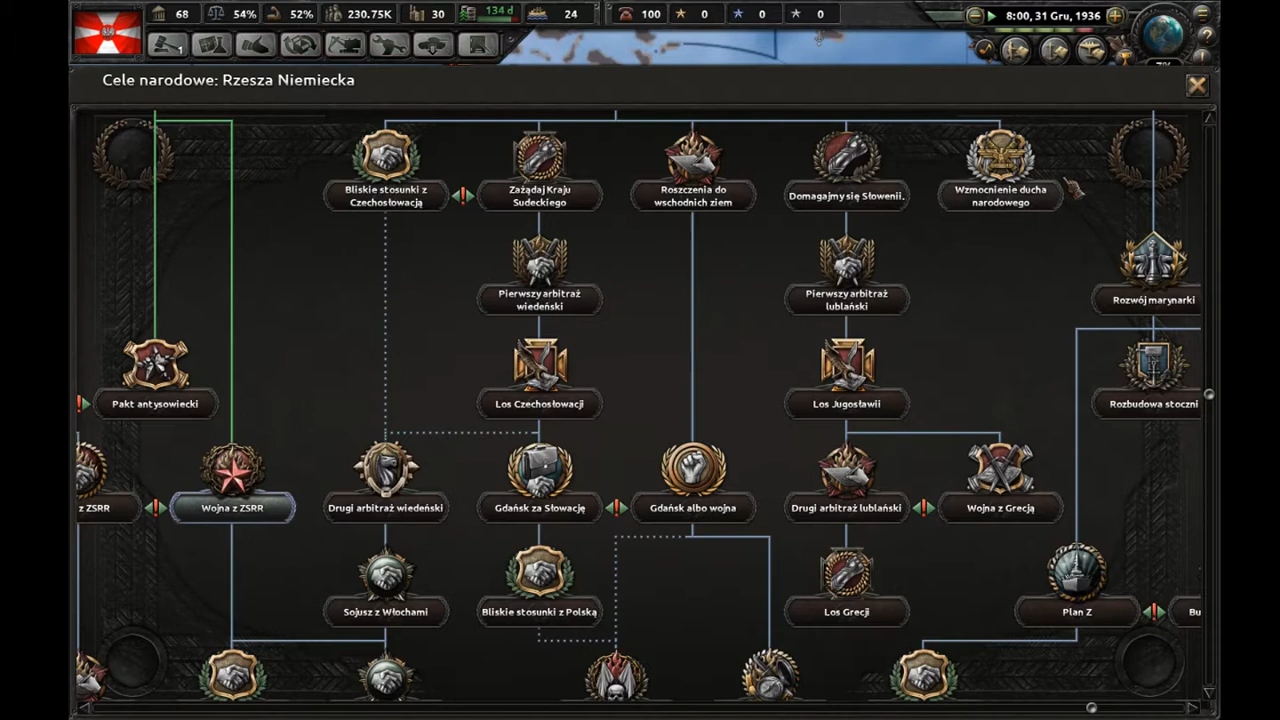 68
54%
52%
230.75K
30
134 d
24
100
0
0
0
8:00, 31 Gru, 1936
1
Cele narodowe: Rzesza Niemiecka
Bliskie stosunki z
Czechosłowacją
Zażądaj Kraju
Sudeckiego
Roszczenia do
wschodnich ziem
Domagajmy się Słowenii.
Wzmocnienie ducha
narodowego
Pierwszy arbitraż
wiedeński
Pierwszy arbitraż
lublański
Rozwój marynarki
Pakt antysowiecki
Los Czechosłowacji
Los Jugosławii
Rozbudowa stoczni
z ZSRR
Wojna z ZSRR
Drugi arbitraż wiedeński
Gdańsk za Słowację
Gdańsk albo wojna
Drugi arbitraż lublański
Wojna z Grecją
Sojusz z Włochami
Bliskie stosunki z Polską
Los Grecji
Plan Z
Bu